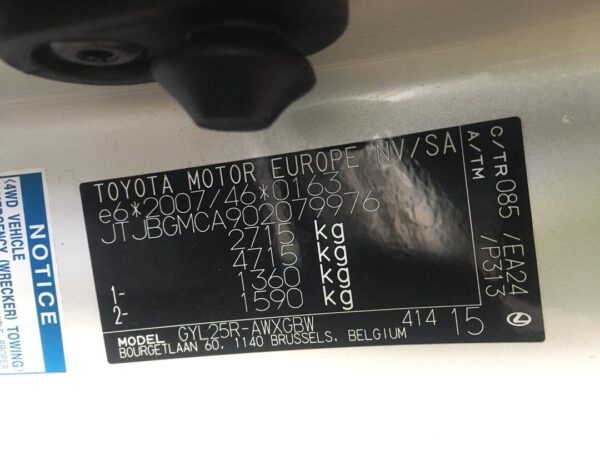 TOYOTA MOTOR EUROPE NV/SA
e6*2007/46*0163
JTJBGMCA902079976
2715 kg
4715 kg
1- 1360 kg
2- 1590 kg
MODEL GYL25R-AWXGBW 414 15
BOURGETLAAN 60, 1140 BRUSSELS, BELGIUM
C/TR 085 /EA24
A/TM /P313
NOTICE
<4WD VEHICLE
(WRECKER) TOWING>
PROPER